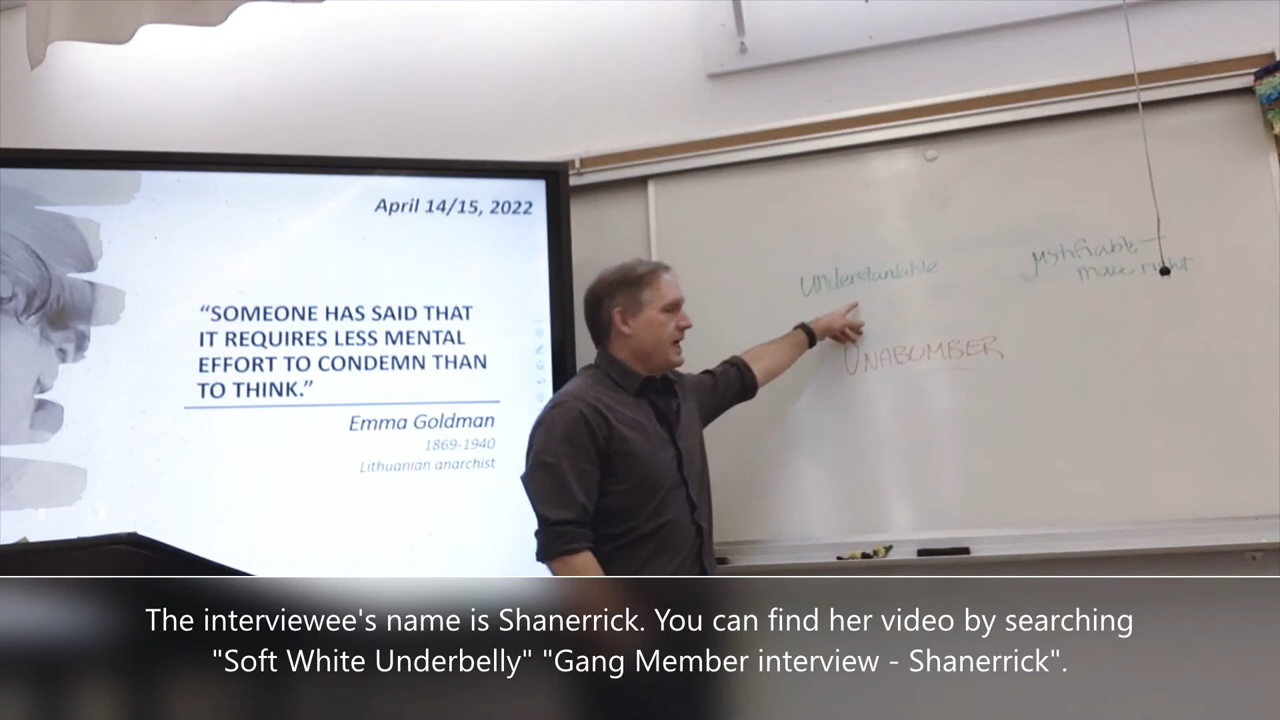 April 14/15, 2022
“SOMEONE HAS SAID THAT
IT REQUIRES LESS MENTAL
EFFORT TO CONDEMN THAN
TO THINK.”
Emma Goldman
1869-1940
Lithuanian anarchist
understandable
justifiable—
make right
UNABOMBER
The interviewee's name is Shanerrick. You can find her video by searching
"Soft White Underbelly" "Gang Member interview - Shanerrick".